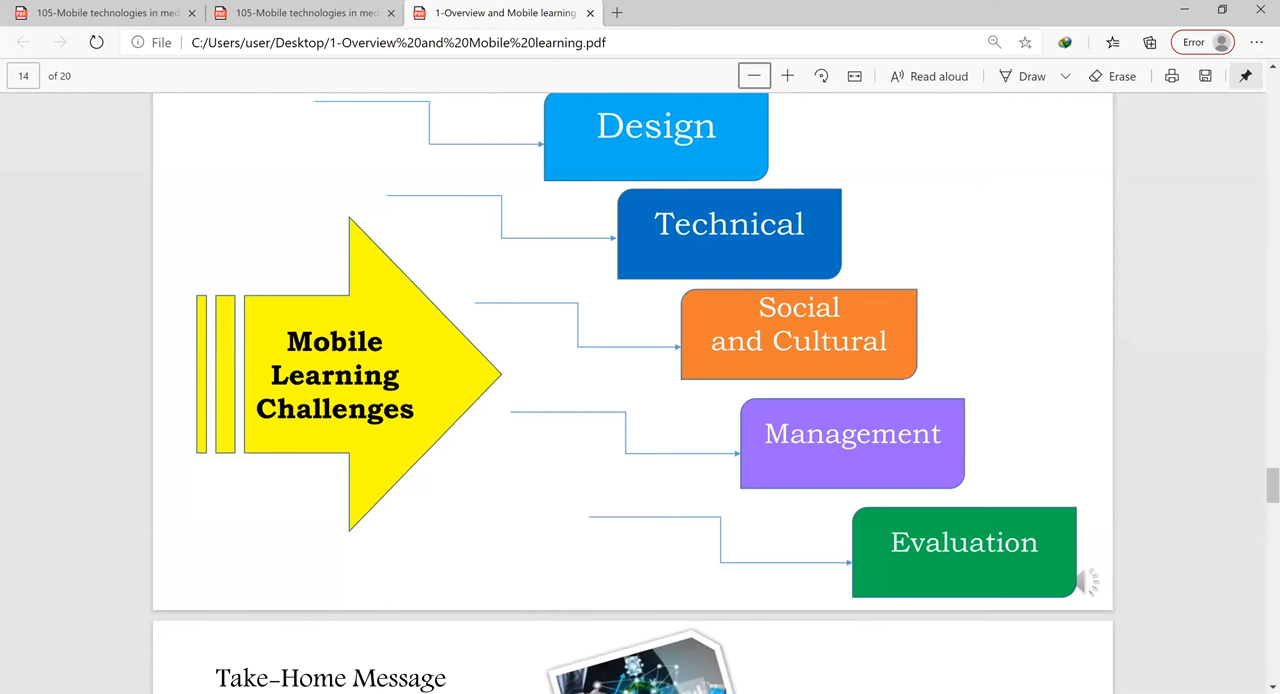 105-Mobile technologies in med
105-Mobile technologies in med
1-Overview and Mobile learning
File
C:/Users/user/Desktop/1-Overview%20and%20Mobile%20learning.pdf
Error
14 of 20
Read aloud
Draw
Erase
Design
Technical
Social
and Cultural
Mobile
Learning
Challenges
Management
Evaluation
Take-Home Message